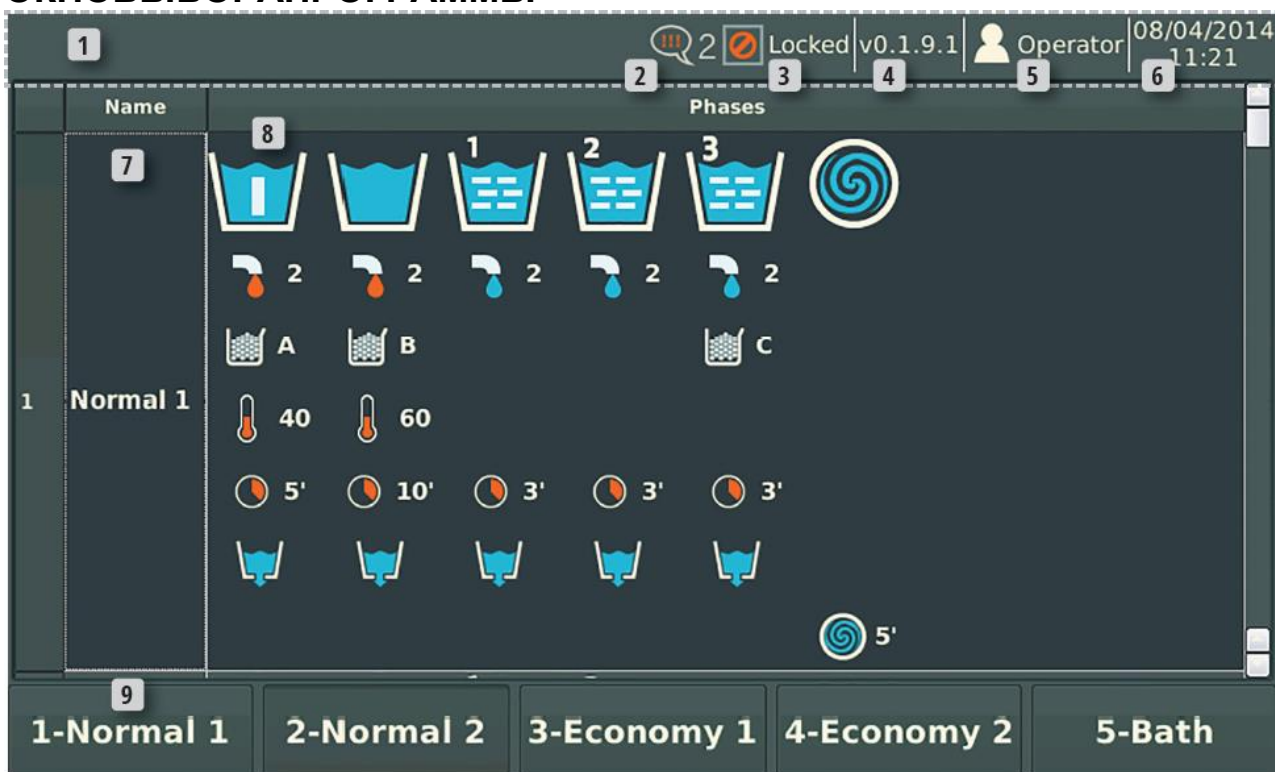 1
2 Locked v0.1.9.1 Operator 08/04/2014
11:21
2 3 4 5 6
Name Phases
7 8 1 2 3
2 2 2 2 2
A B C
1 Normal 1 40 60
5' 10' 3' 3' 3'
5'
9
1-Normal 1 2-Normal 2 3-Economy 1 4-Economy 2 5-Bath